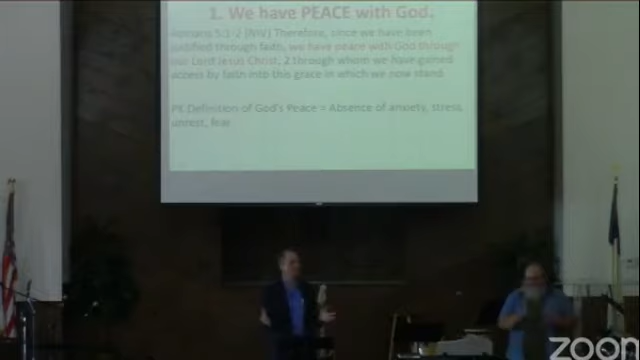 1. We have PEACE with God.
Romans 5:1-2 (NIV) Therefore, since we have been
justified through faith, we have peace with God through
our Lord Jesus Christ, 2 through whom we have gained
access by faith into this grace in which we now stand.
PK Definition of God's Peace = Absence of anxiety, stress,
unrest, fear
zoom